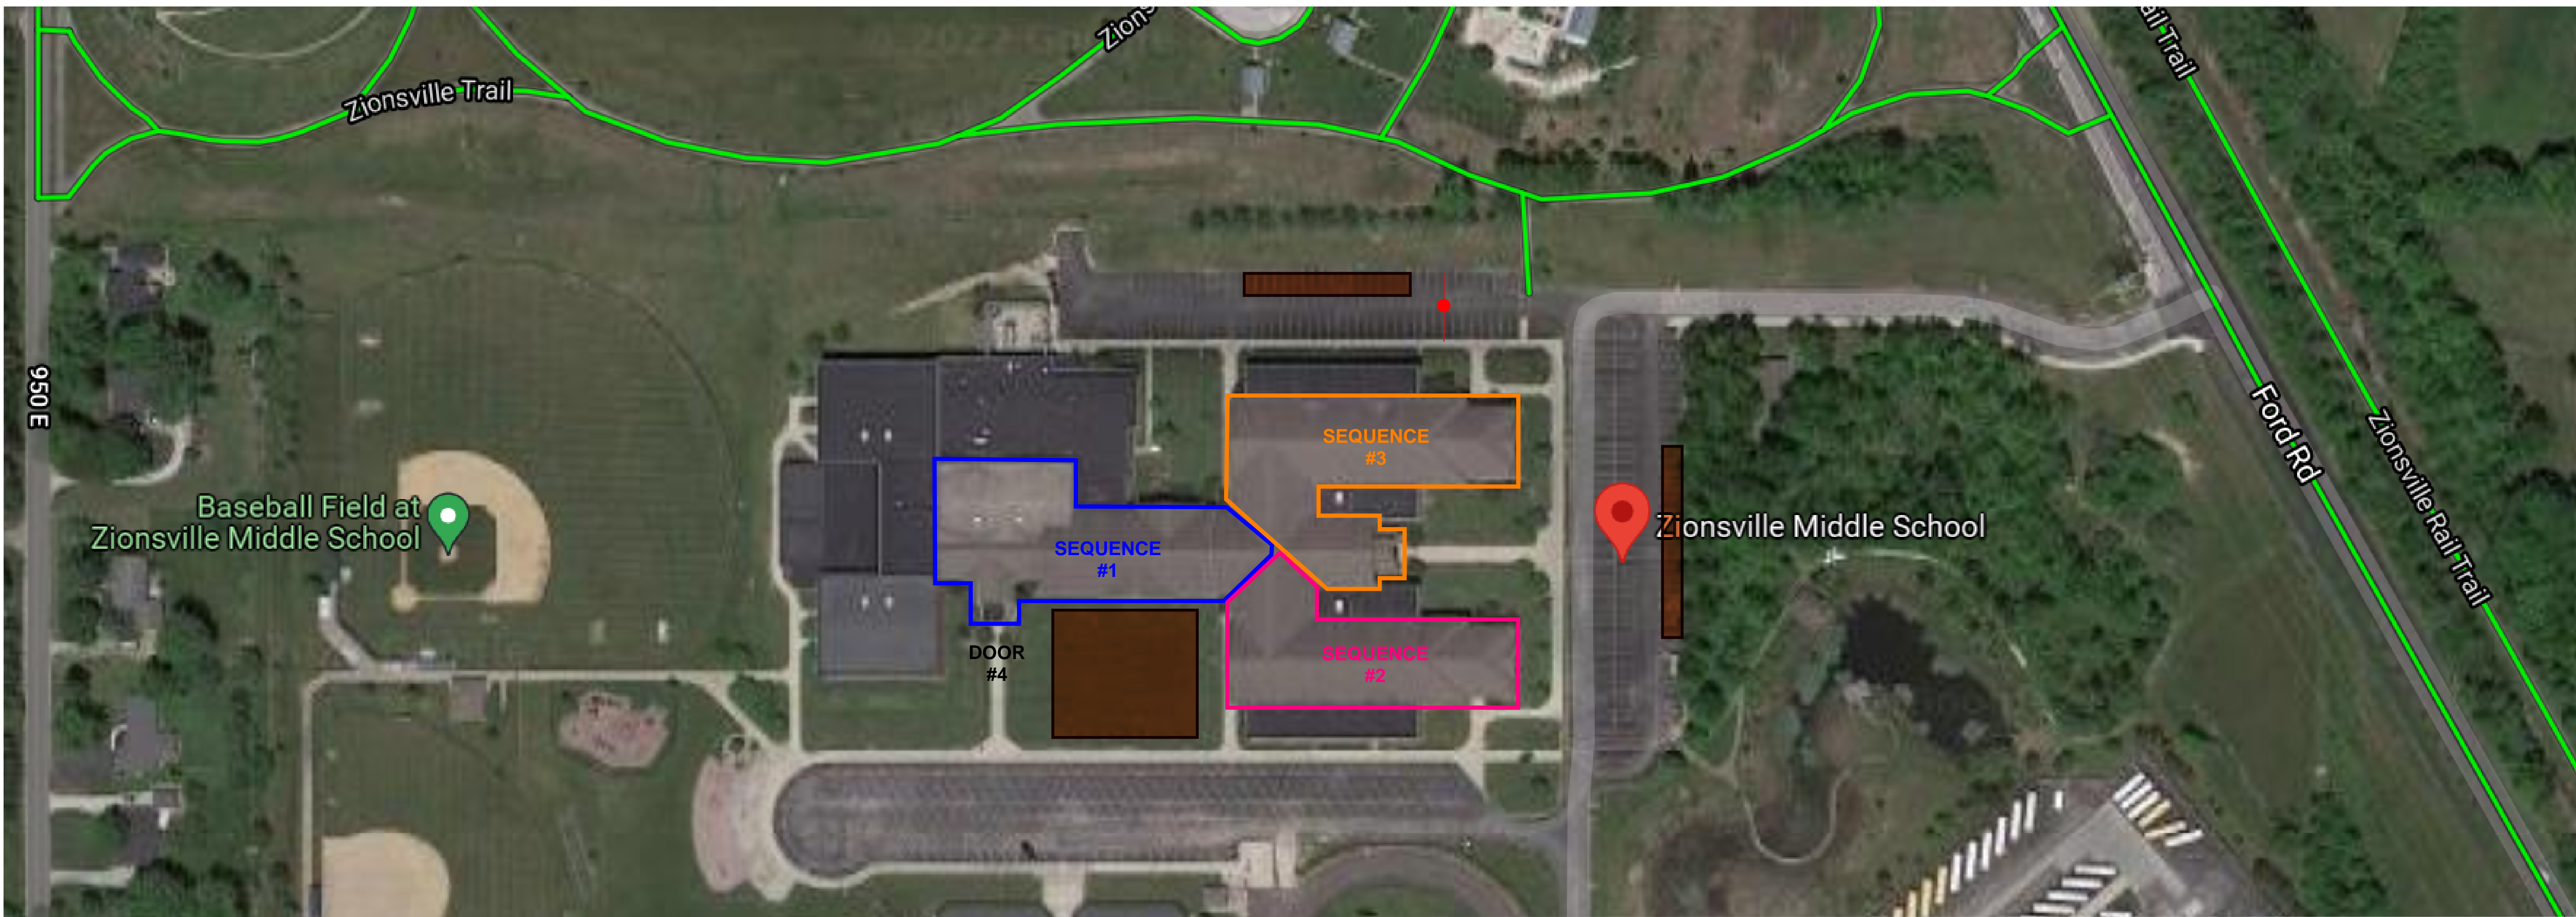 Zions
ail Trail
Zionsville Trail
950 E
Ford Rd
Zionsville Rail Trail
SEQUENCE
#3
Baseball Field at
Zionsville Middle School
Zionsville Middle School
SEQUENCE
#1
DOOR
#4
SEQUENCE
#2